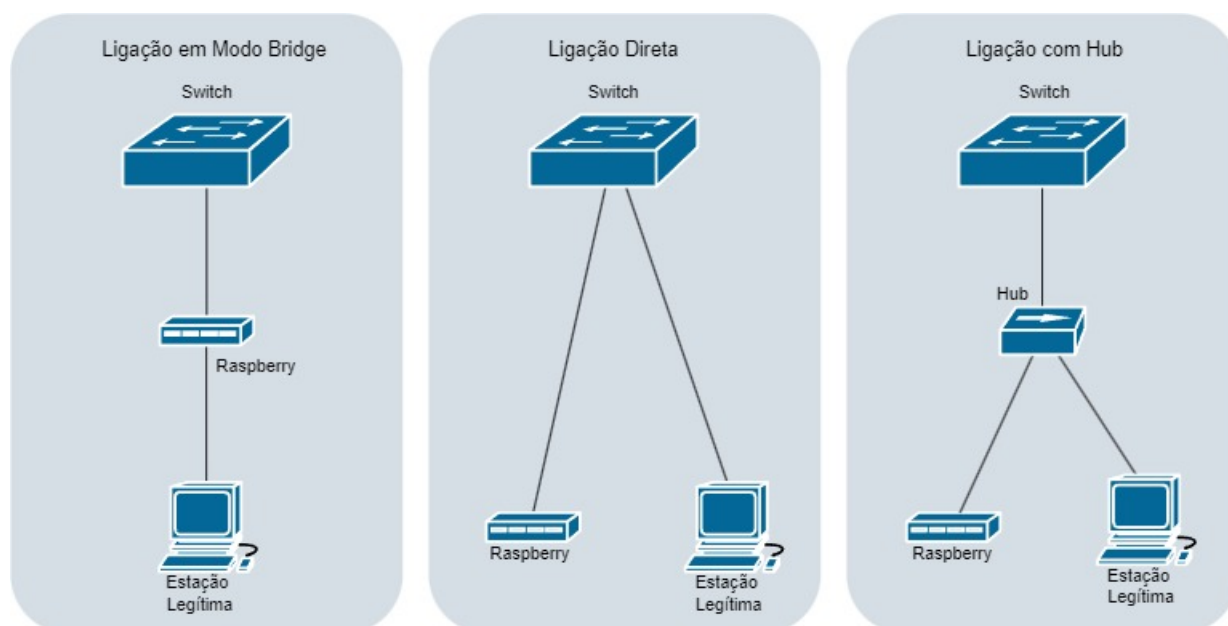 Ligação em Modo Bridge
Switch
Raspberry
Estação
Legítima
Ligação Direta
Switch
Raspberry
Estação
Legítima
Ligação com Hub
Switch
Hub
Raspberry
Estação
Legítima